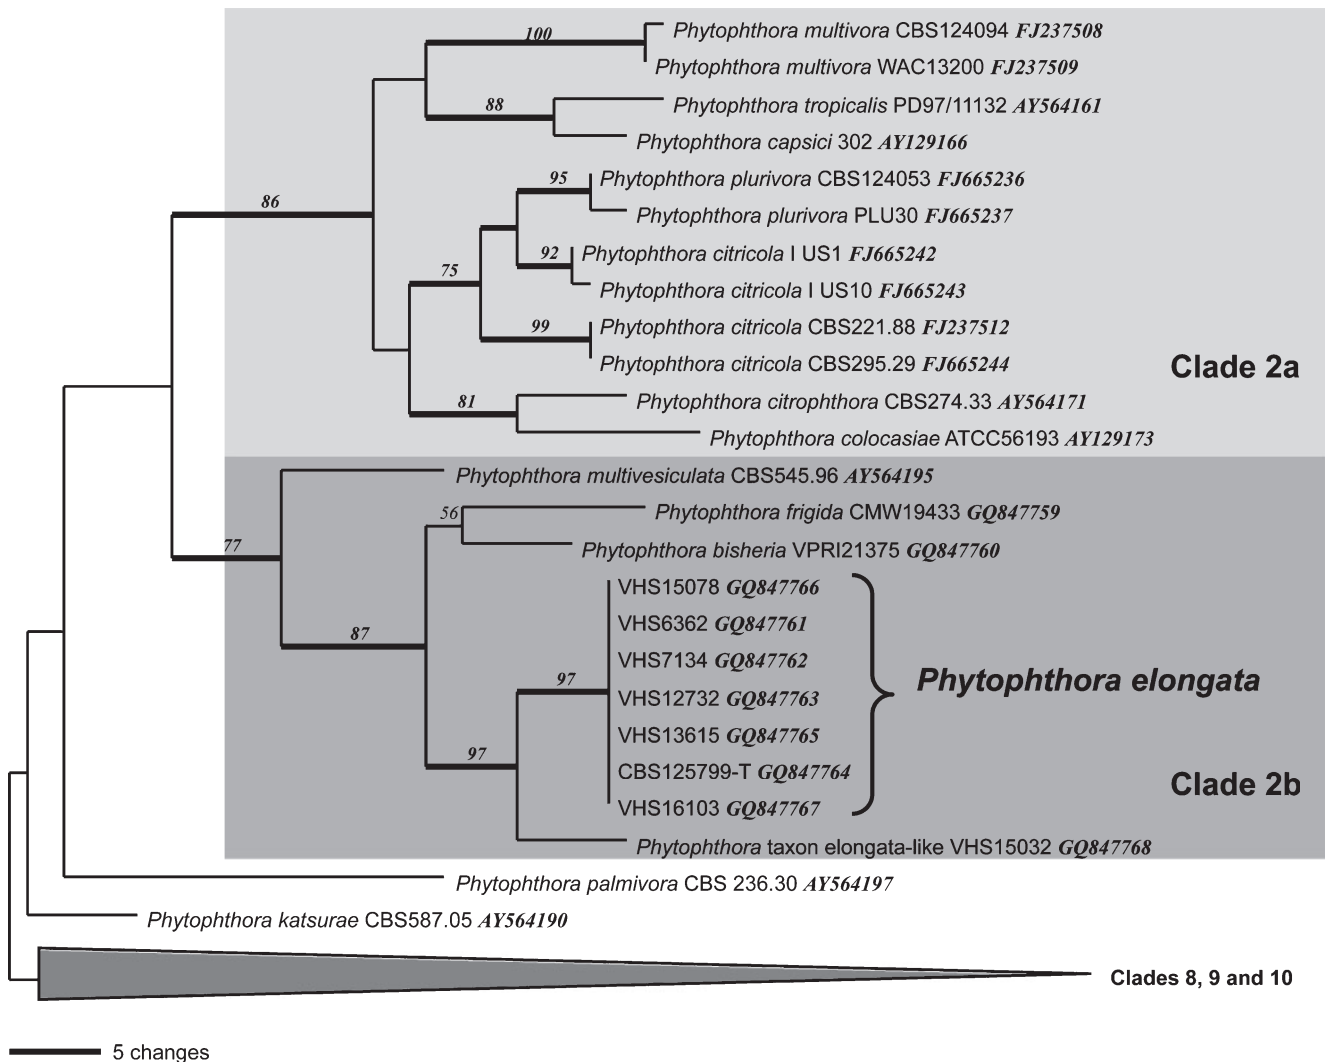 100
Phytophthora multivora CBS124094 FJ237508
Phytophthora multivora WAC13200 FJ237509
88
Phytophthora tropicalis PD97/11132 AY564161
Phytophthora capsici 302 AY129166
95
Phytophthora plurivora CBS124053 FJ665236
86
Phytophthora plurivora PLU30 FJ665237
92
Phytophthora citricola I US1 FJ665242
75
Phytophthora citricola I US10 FJ665243
99
Phytophthora citricola CBS221.88 FJ237512
Phytophthora citricola CBS295.29 FJ665244
Clade 2a
81
Phytophthora citrophthora CBS274.33 AY564171
Phytophthora colocasiae ATCC56193 AY129173
Phytophthora multivesiculata CBS545.96 AY564195
56
Phytophthora frigida CMW19433 GQ847759
77
Phytophthora bisheria VPRI21375 GQ847760
VHS15078 GQ847766
VHS6362 GQ847761
87
VHS7134 GQ847762
97
Phytophthora elongata
VHS12732 GQ847763
VHS13615 GQ847765
97
CBS125799-T GQ847764
Clade 2b
VHS16103 GQ847767
Phytophthora taxon elongata-like VHS15032 GQ847768
Phytophthora palmivora CBS 236.30 AY564197
Phytophthora katsurae CBS587.05 AY564190
Clades 8, 9 and 10
5 changes